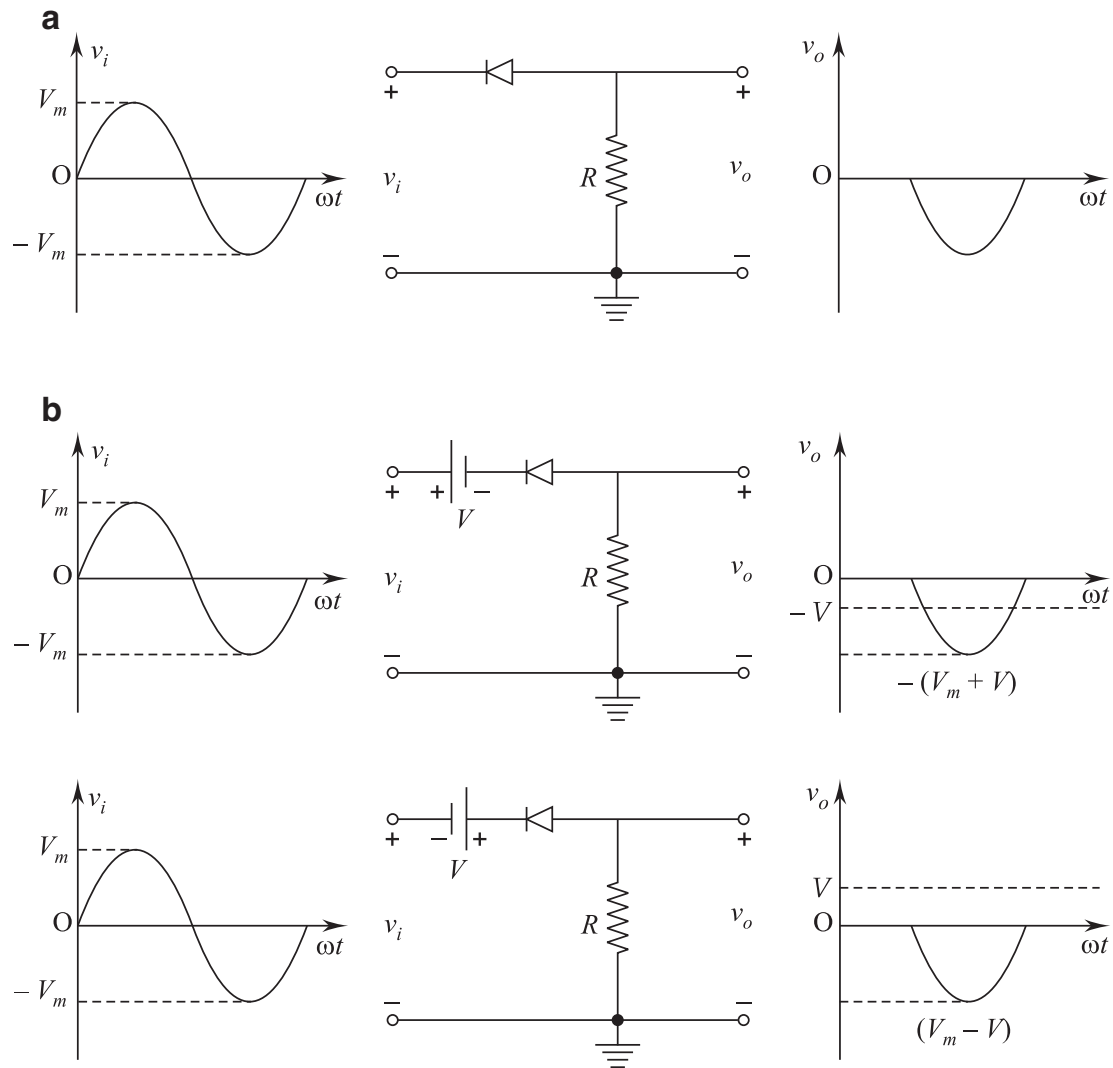 a
v_i
V_m
O
ωt
– V_m
+ +
v_i R v_o
– –
v_o
O
b
v_i
V_m
O
ωt
– V_m
+ + – +
V
v_i R v_o
– –
v_o
O
ωt
– V
– (V_m + V)
v_i
V_m
O
ωt
– V_m
+ – + +
V
v_i R v_o
– –
v_o
V
O
ωt
(V_m – V)